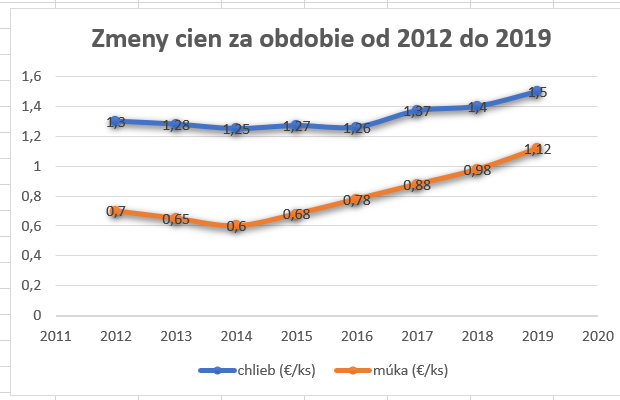 Zmeny cien za obdobie od 2012 do 2019
1,6
1,4
1,2
1
0,8
0,6
0,4
0,2
0
1,3 1,28 1,25 1,27 1,26 1,37 1,4 1,5
0,7 0,65 0,6 0,68 0,78 0,88 0,98 1,12
2011 2012 2013 2014 2015 2016 2017 2018 2019 2020
chlieb (€/ks) múka (€/ks)